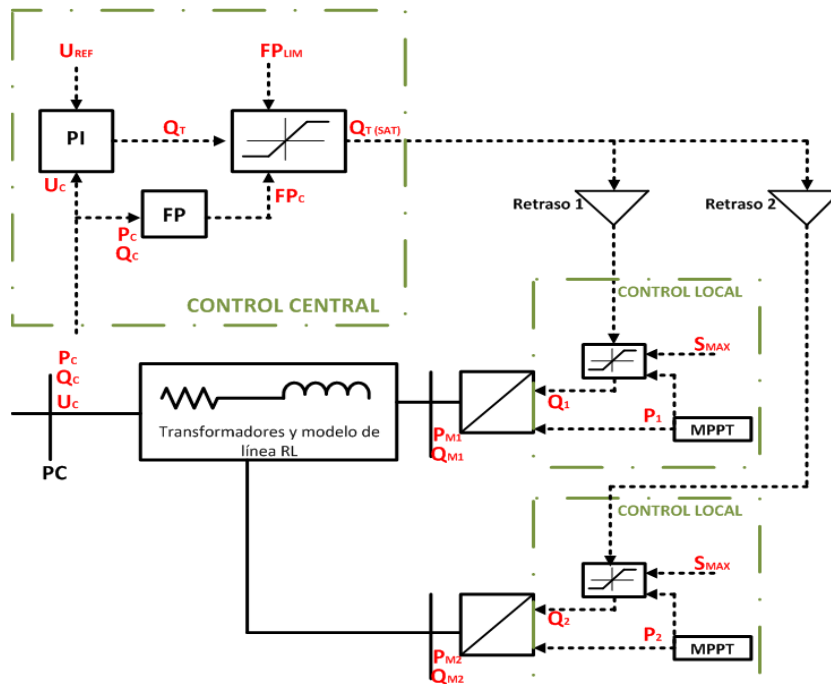 UREF
FPLIM
PI
QT
QT (SAT)
UC
FP
FPC
PC
QC
Retraso 1
Retraso 2
CONTROL CENTRAL
CONTROL LOCAL
PC
QC
UC
PC
Transformadores y modelo de
línea RL
PM1
QM1
Q1
SMAX
P1
MPPT
CONTROL LOCAL
SMAX
Q2
P2
MPPT
PM2
QM2